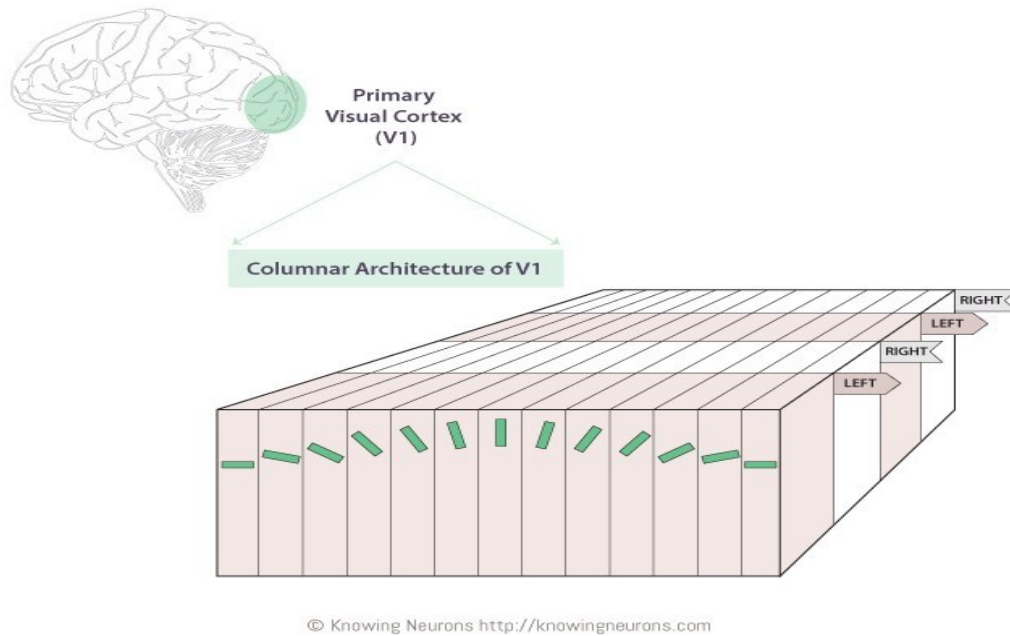 Primary
Visual Cortex
(V1)
Columnar Architecture of V1
RIGHT
LEFT
RIGHT
LEFT
© Knowing Neurons http://knowingneurons.com